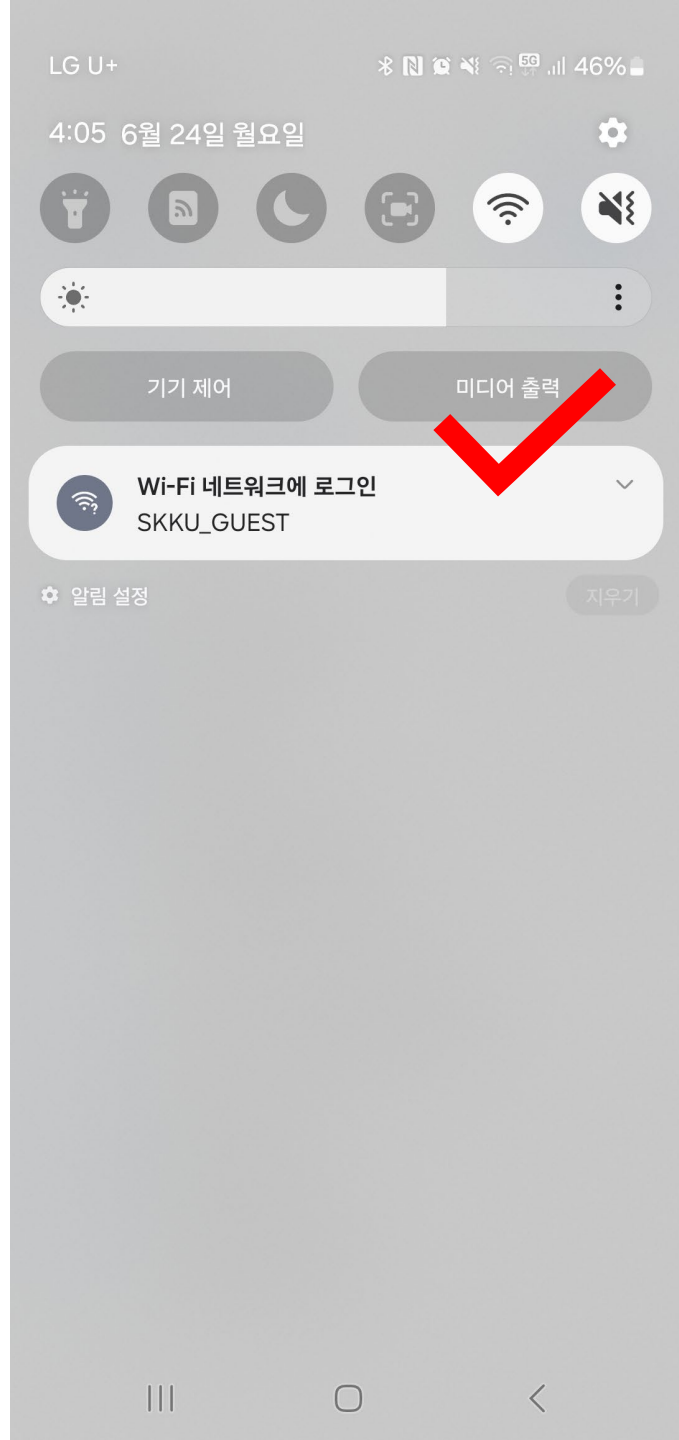 LG U+
5G
46%
4:05 6월 24일 월요일
기기 제어
미디어 출력
Wi-Fi 네트워크에 로그인
SKKU_GUEST
알림 설정
지우기